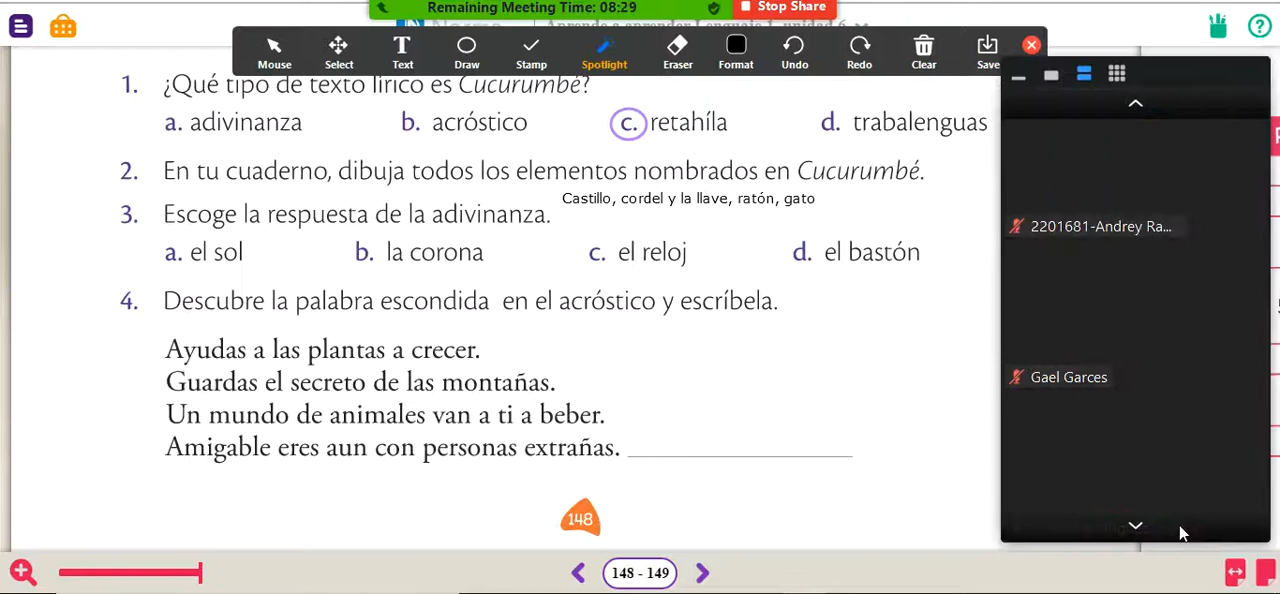 Remaining Meeting Time: 08:29
Stop Share
Mouse Select Text Draw Stamp Spotlight Eraser Format Undo Redo Clear Save
1. ¿Qué tipo de texto lírico es Cucurumbé?
a. adivinanza b. acróstico c. retahíla d. trabalenguas
2. En tu cuaderno, dibuja todos los elementos nombrados en Cucurumbé.
Castillo, cordel y la llave, ratón, gato
3. Escoge la respuesta de la adivinanza.
a. el sol b. la corona c. el reloj d. el bastón
4. Descubre la palabra escondida en el acróstico y escríbela.
Ayudas a las plantas a crecer.
Guardas el secreto de las montañas.
Un mundo de animales van a ti a beber.
Amigable eres aun con personas extrañas.
148
148 - 149
2201681-Andrey Ra...
Gael Garces